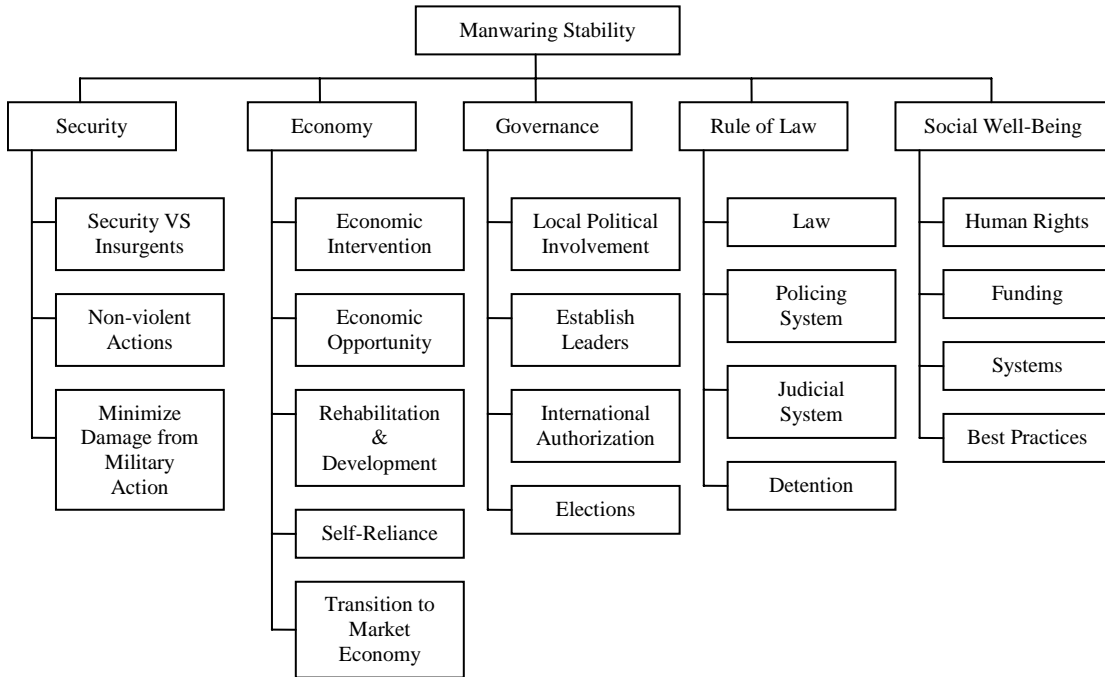 Manwaring Stability
Security
Economy
Governance
Rule of Law
Social Well-Being
Security VS
Insurgents
Non-violent
Actions
Minimize
Damage from
Military
Action
Economic
Intervention
Economic
Opportunity
Rehabilitation
&
Development
Self-Reliance
Transition to
Market
Economy
Local Political
Involvement
Establish
Leaders
International
Authorization
Elections
Law
Policing
System
Judicial
System
Detention
Human Rights
Funding
Systems
Best Practices